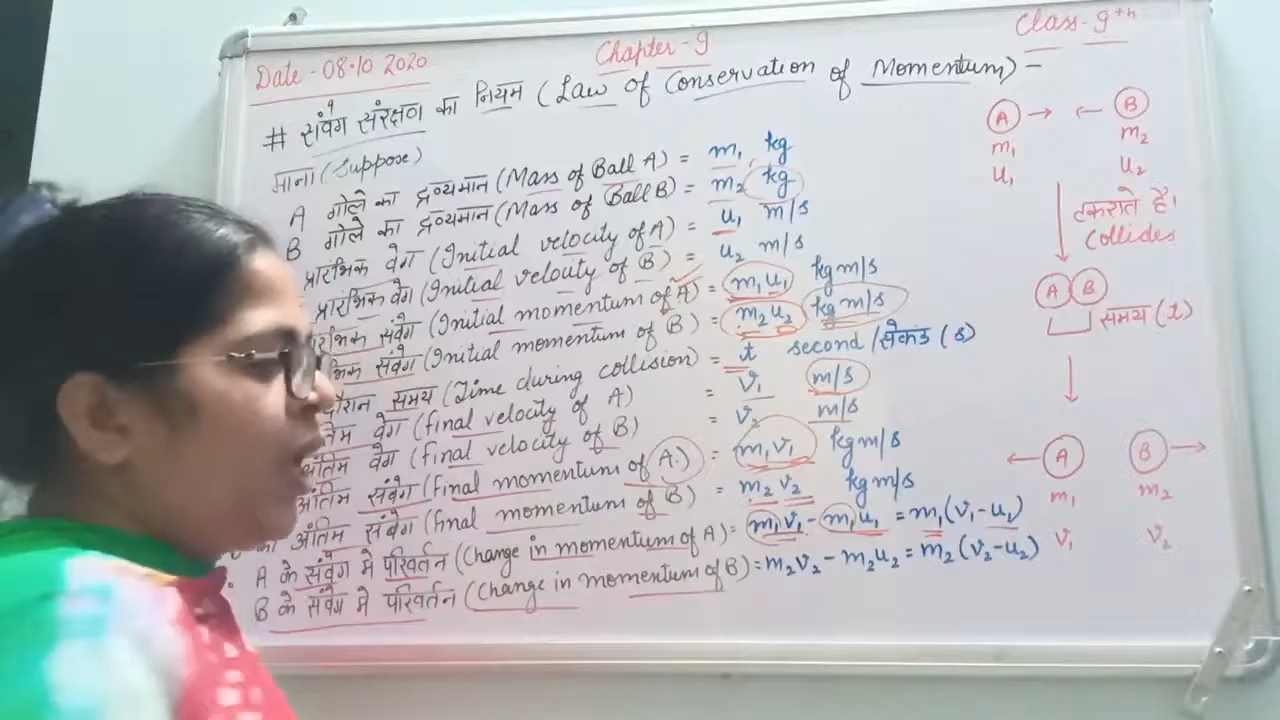 Date - 08.10 2020
Chapter - 9
Class - 9th
# संवेग संरक्षण का नियम (Law of Conservation of Momentum) -
माना (Suppose)
A गोले का द्रव्यमान (Mass of Ball A) = m₁ kg
B गोले का द्रव्यमान (Mass of Ball B) = m₂ kg
प्रारंभिक वेग (Initial velocity of A) = u₁ m/s
प्रारंभिक वेग (Initial velocity of B) = u₂ m/s
संवेग (Initial momentum of A) = m₁u₁ kg m/s
संवेग (Initial momentum of B) = m₂u₂ kg m/s
दौरान समय (Time during collision) = t second/सेकंड (s)
वेग (final velocity of A) = v₁ m/s
अंतिम वेग (final velocity of B) = v₂ m/s
अंतिम संवेग (final momentum of A) = m₁v₁ kg m/s
का अंतिम संवेग (final momentum of B) = m₂v₂ kg m/s
A के संवेग मे परिवर्तन (Change in momentum of A) = m₁v₁ - m₁u₁ = m₁(v₁-u₁)
B के संवेग मे परिवर्तन (Change in momentum of B) = m₂v₂ - m₂u₂ = m₂(v₂-u₂)
A → ← B
m₁ m₂
u₁ u₂
टकराते हैं।
Collides
A B
समय (t)
← A B →
m₁ m₂
v₁ v₂